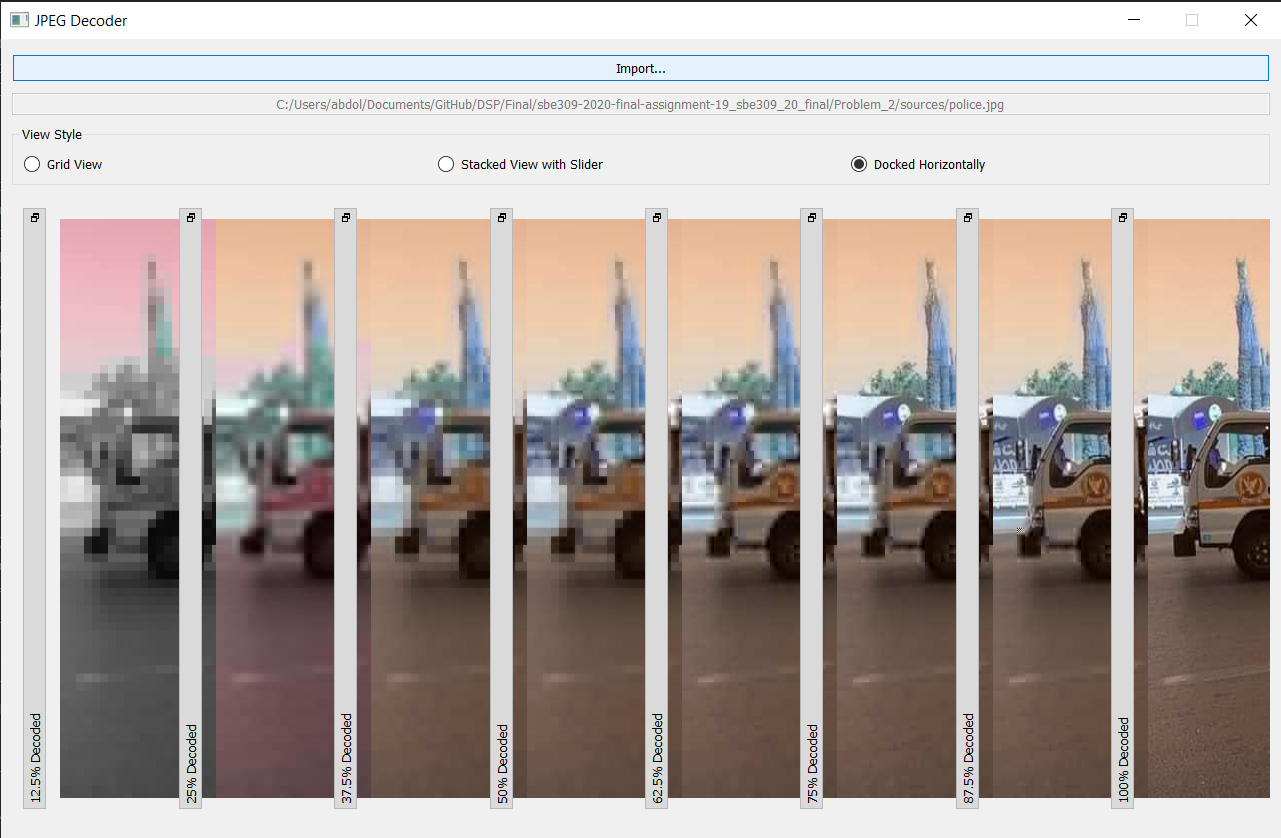 JPEG Decoder
Import...
C:/Users/abdol/Documents/GitHub/DSP/Final/sbe309-2020-final-assignment-19_sbe309_20_final/Problem_2/sources/police.jpg
View Style
Grid View
Stacked View with Slider
Docked Horizontally
12.5% Decoded
25% Decoded
37.5% Decoded
50% Decoded
62.5% Decoded
75% Decoded
87.5% Decoded
100% Decoded